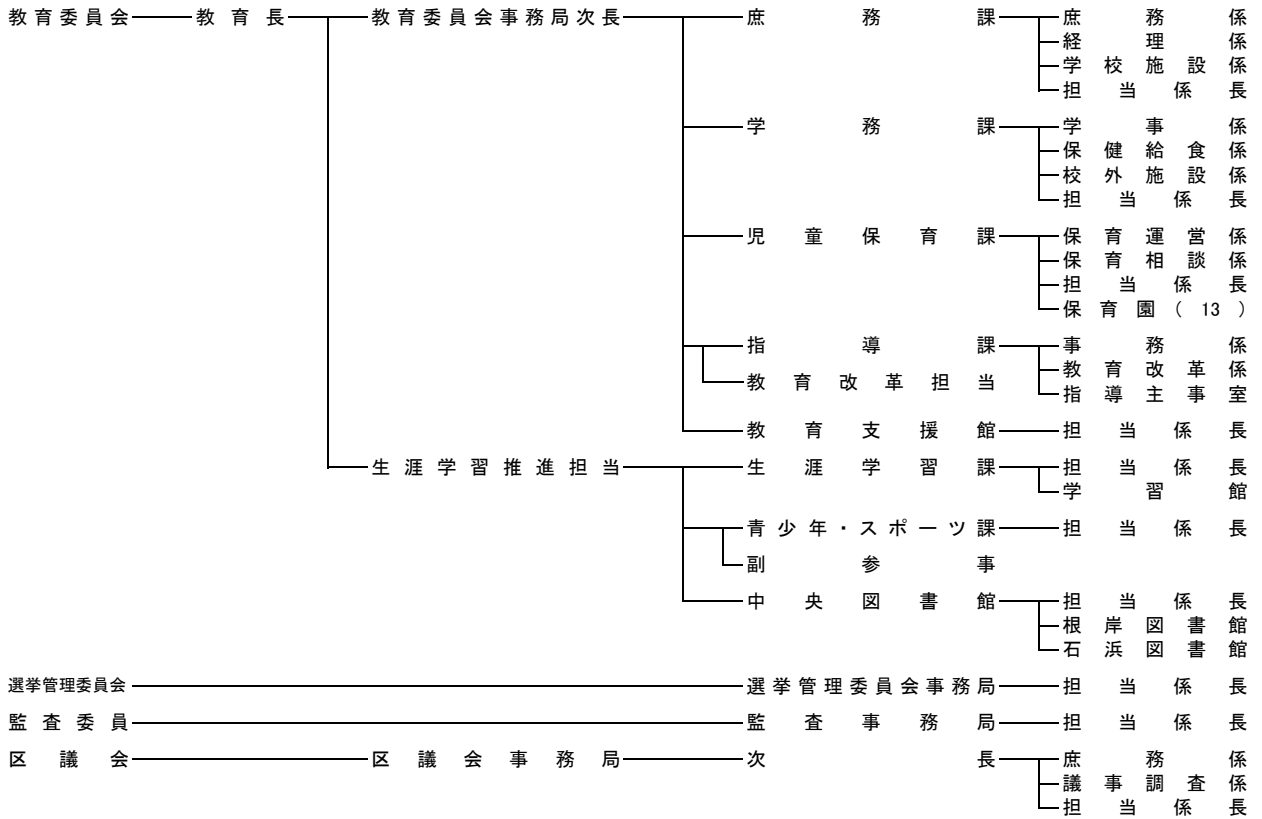 教育委員会 教育長 教育委員会事務局次長 庶務課 庶務係
経理係
学校施設係
担当係長
学務課 学事係
保健給食係
校外施設係
担当係長
児童保育課 保育運営係
保育相談係
担当係長
保育園(13)
指導課 事務係
教育改革係
教育改革担当
指導主事室
教育支援館 担当係長
生涯学習推進担当 生涯学習課 担当係長
学習館
青少年・スポーツ課 担当係長
副参事
中央図書館 担当係長
根岸図書館
石浜図書館
選挙管理委員会 選挙管理委員会事務局 担当係長
監査委員 監査事務局 担当係長
区議会 区議会事務局 次長 庶務係
議事調査係
担当係長